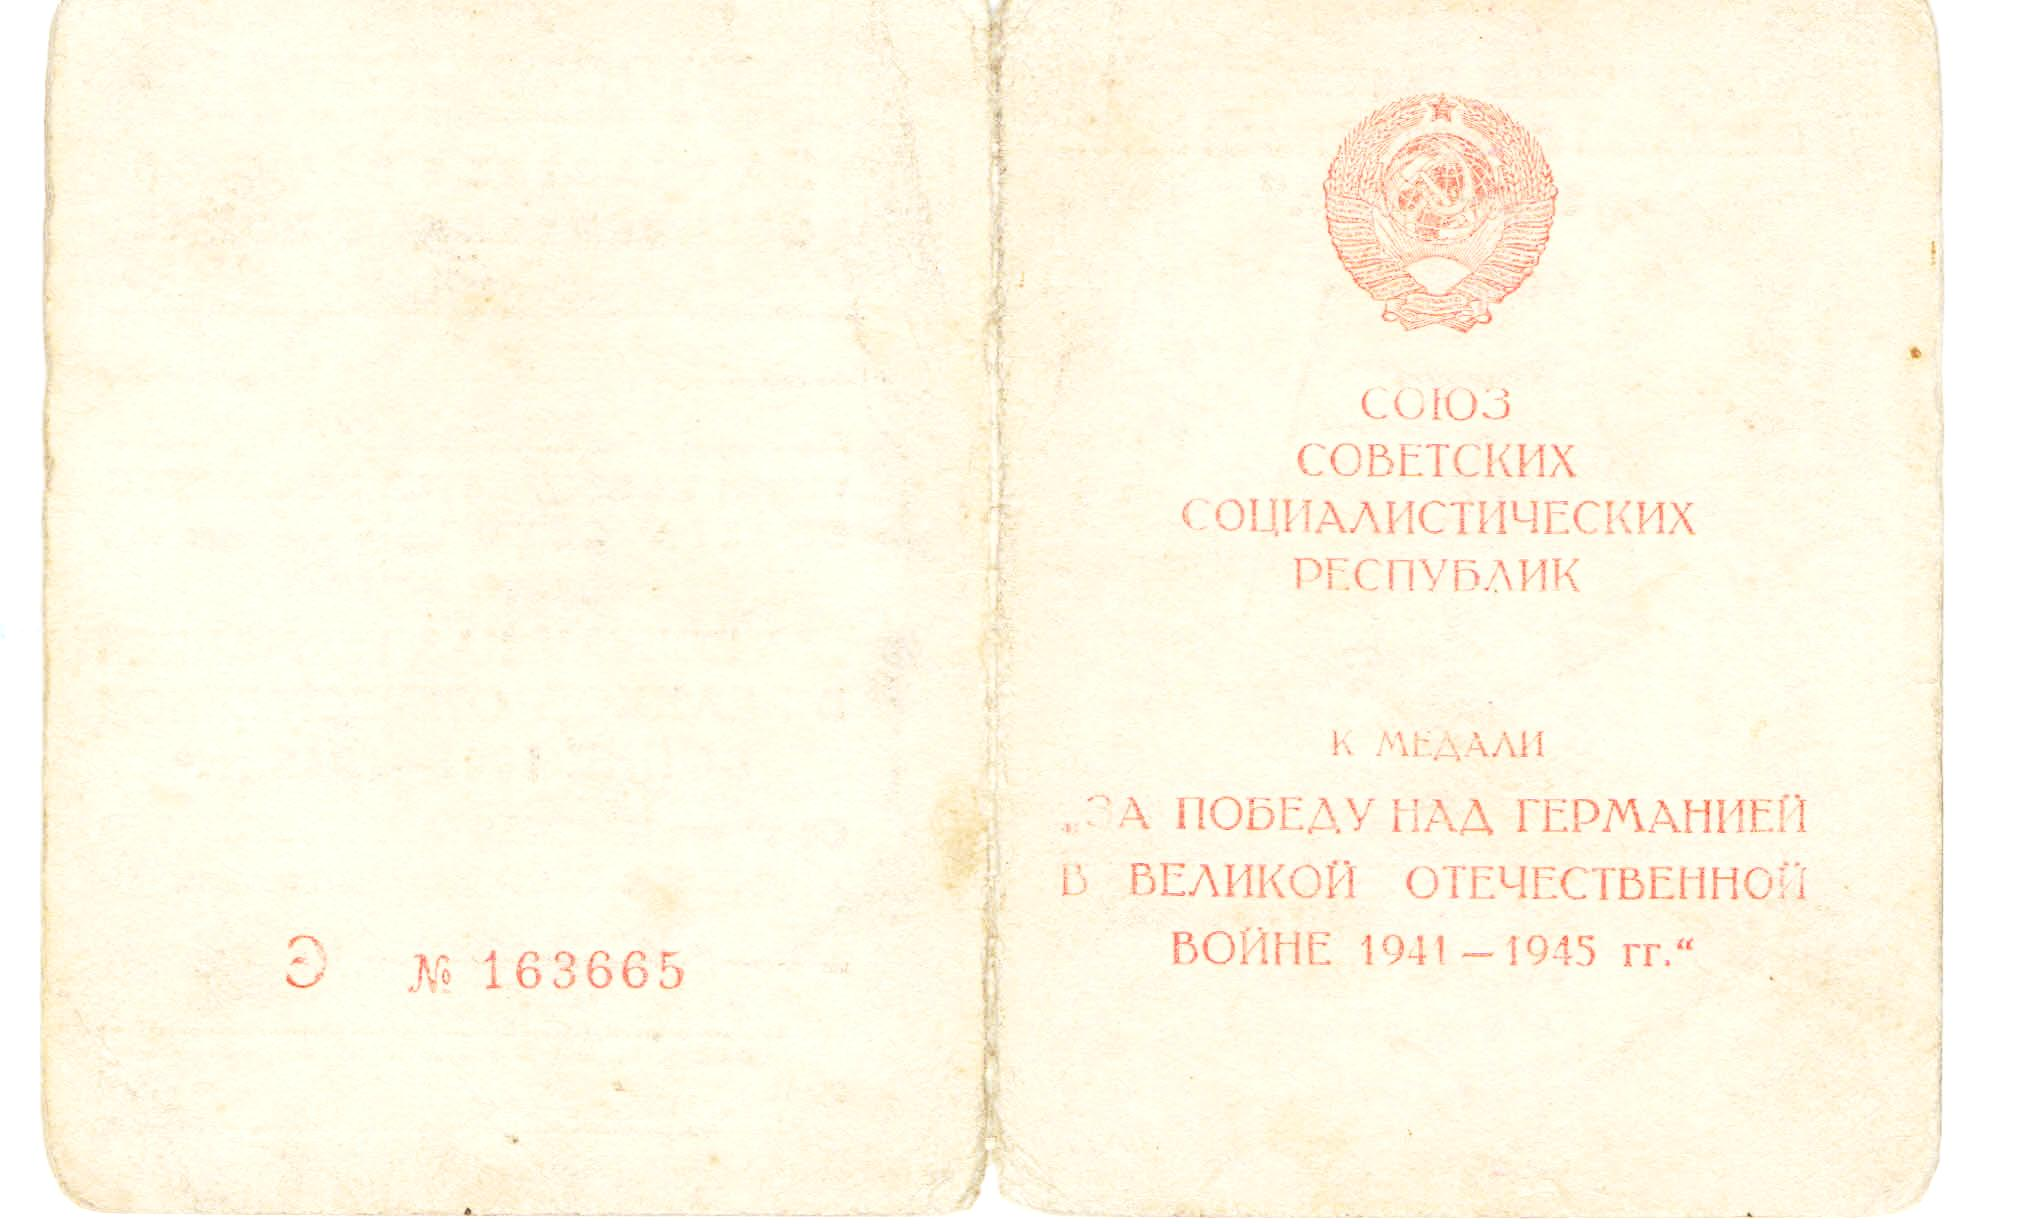 Э № 163665
СОЮЗ
СОВЕТСКИХ
СОЦИАЛИСТИЧЕСКИХ
РЕСПУБЛИК
К МЕДАЛИ
„ЗА ПОБЕДУ НАД ГЕРМАНИЕЙ
В ВЕЛИКОЙ ОТЕЧЕСТВЕННОЙ
ВОЙНЕ 1941—1945 гг.“